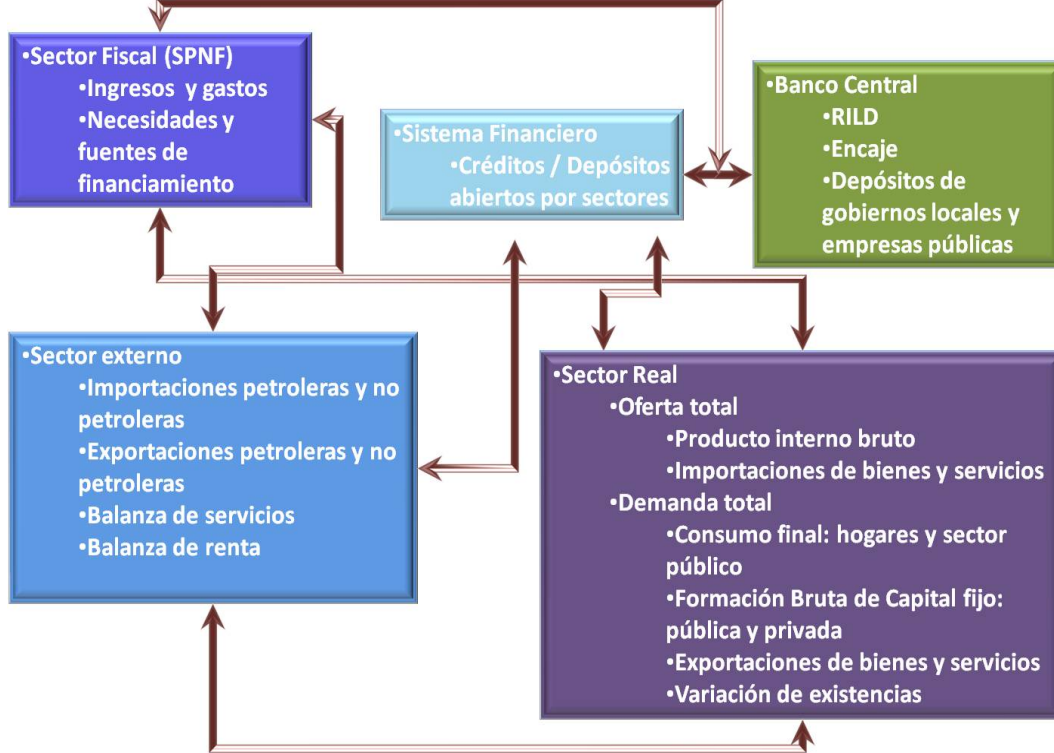 •Sector Fiscal (SPNF)
•Ingresos y gastos
•Necesidades y
fuentes de
financiamiento
•Sistema Financiero
•Créditos / Depósitos
abiertos por sectores
•Banco Central
•RILD
•Encaje
•Depósitos de
gobiernos locales y
empresas públicas
•Sector externo
•Importaciones petroleras y no
petroleras
•Exportaciones petroleras y no
petroleras
•Balanza de servicios
•Balanza de renta
•Sector Real
•Oferta total
•Producto interno bruto
•Importaciones de bienes y servicios
•Demanda total
•Consumo final: hogares y sector
público
•Formación Bruta de Capital fijo:
pública y privada
•Exportaciones de bienes y servicios
•Variación de existencias